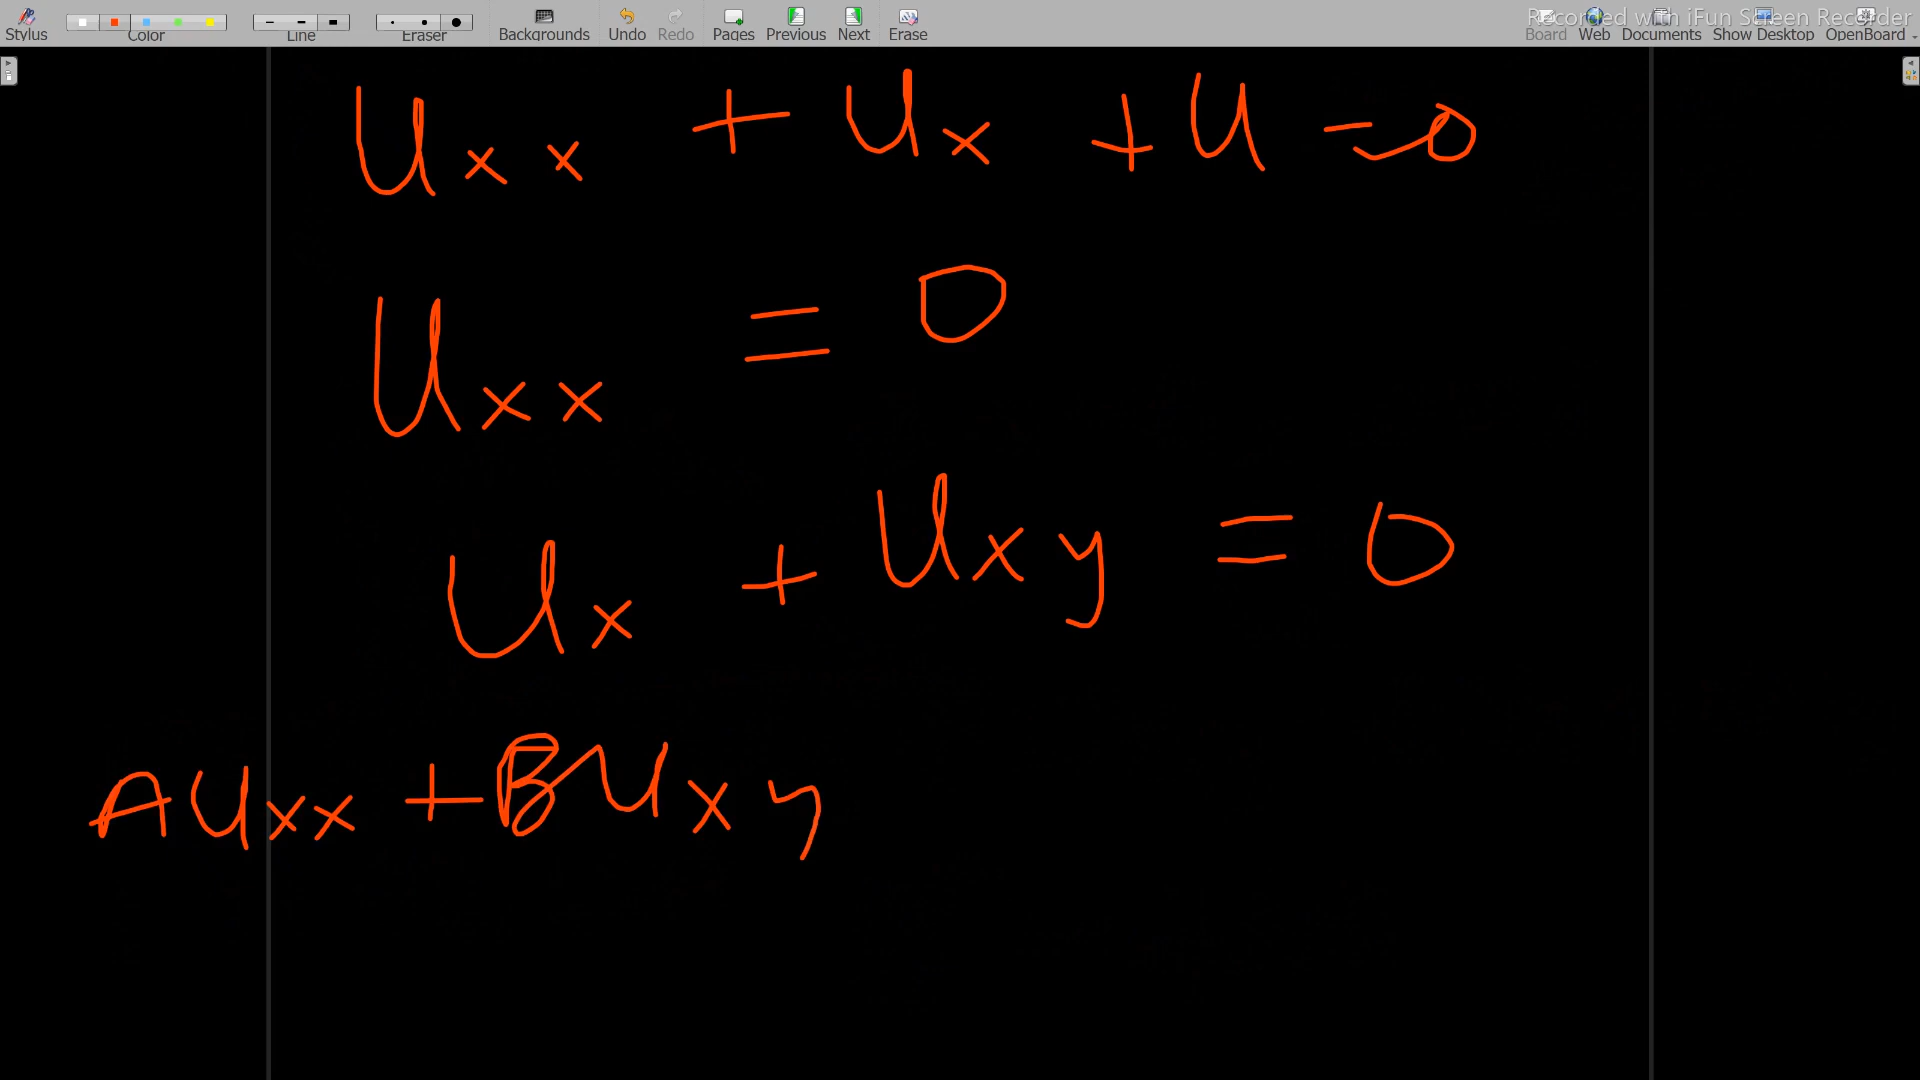 Recorded with iFun Screen Recorder
Stylus Color Line Eraser Backgrounds Undo Redo Pages Previous Next Erase Board Web Documents Show Desktop OpenBoard
Uxx + Ux + U = 0
Uxx = 0
Ux + Uxy = 0
AUxx + BUxy